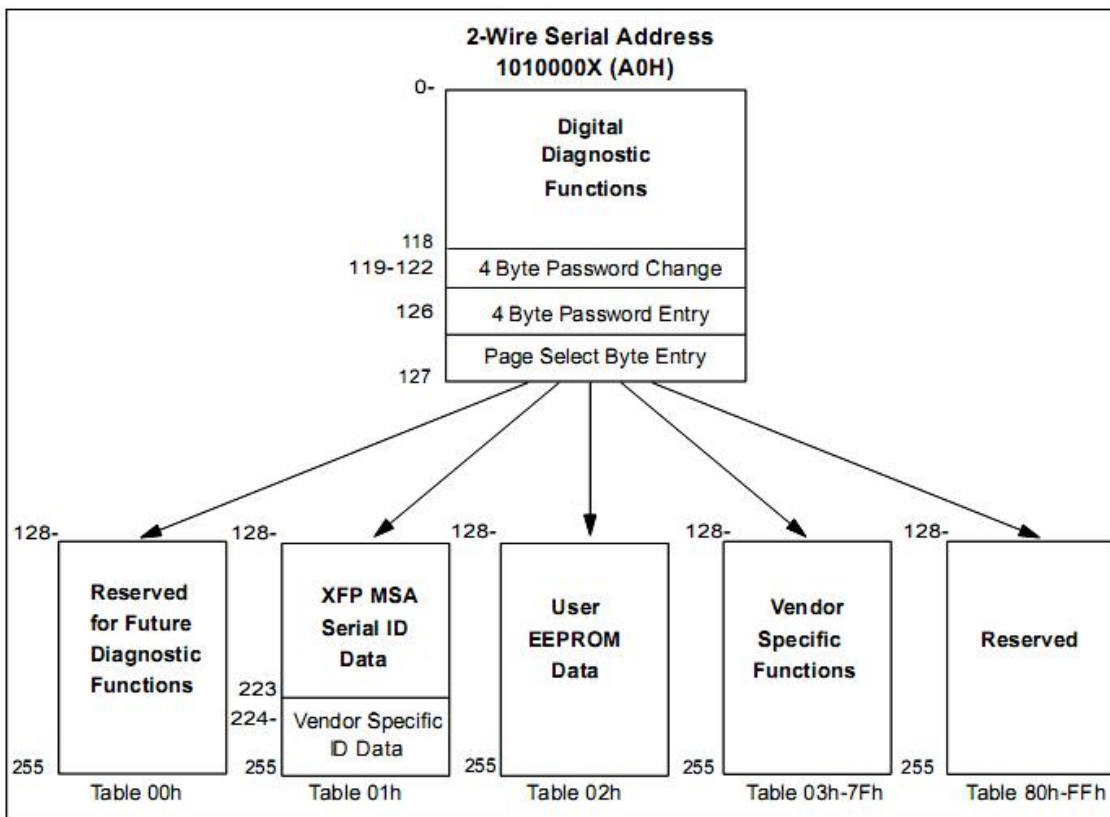 2-Wire Serial Address
1010000X (A0H)
0-
Digital
Diagnostic
Functions
118
119-122 4 Byte Password Change
126 4 Byte Password Entry
Page Select Byte Entry
127
128- 128- 128- 128- 128-
Reserved
for Future
Diagnostic
Functions
255
Table 00h
XFP MSA
Serial ID
Data
223
224- Vendor Specific
ID Data
255
Table 01h
User
EEPROM
Data
255
Table 02h
Vendor
Specific
Functions
255
Table 03h-7Fh
Reserved
255
Table 80h-FFh